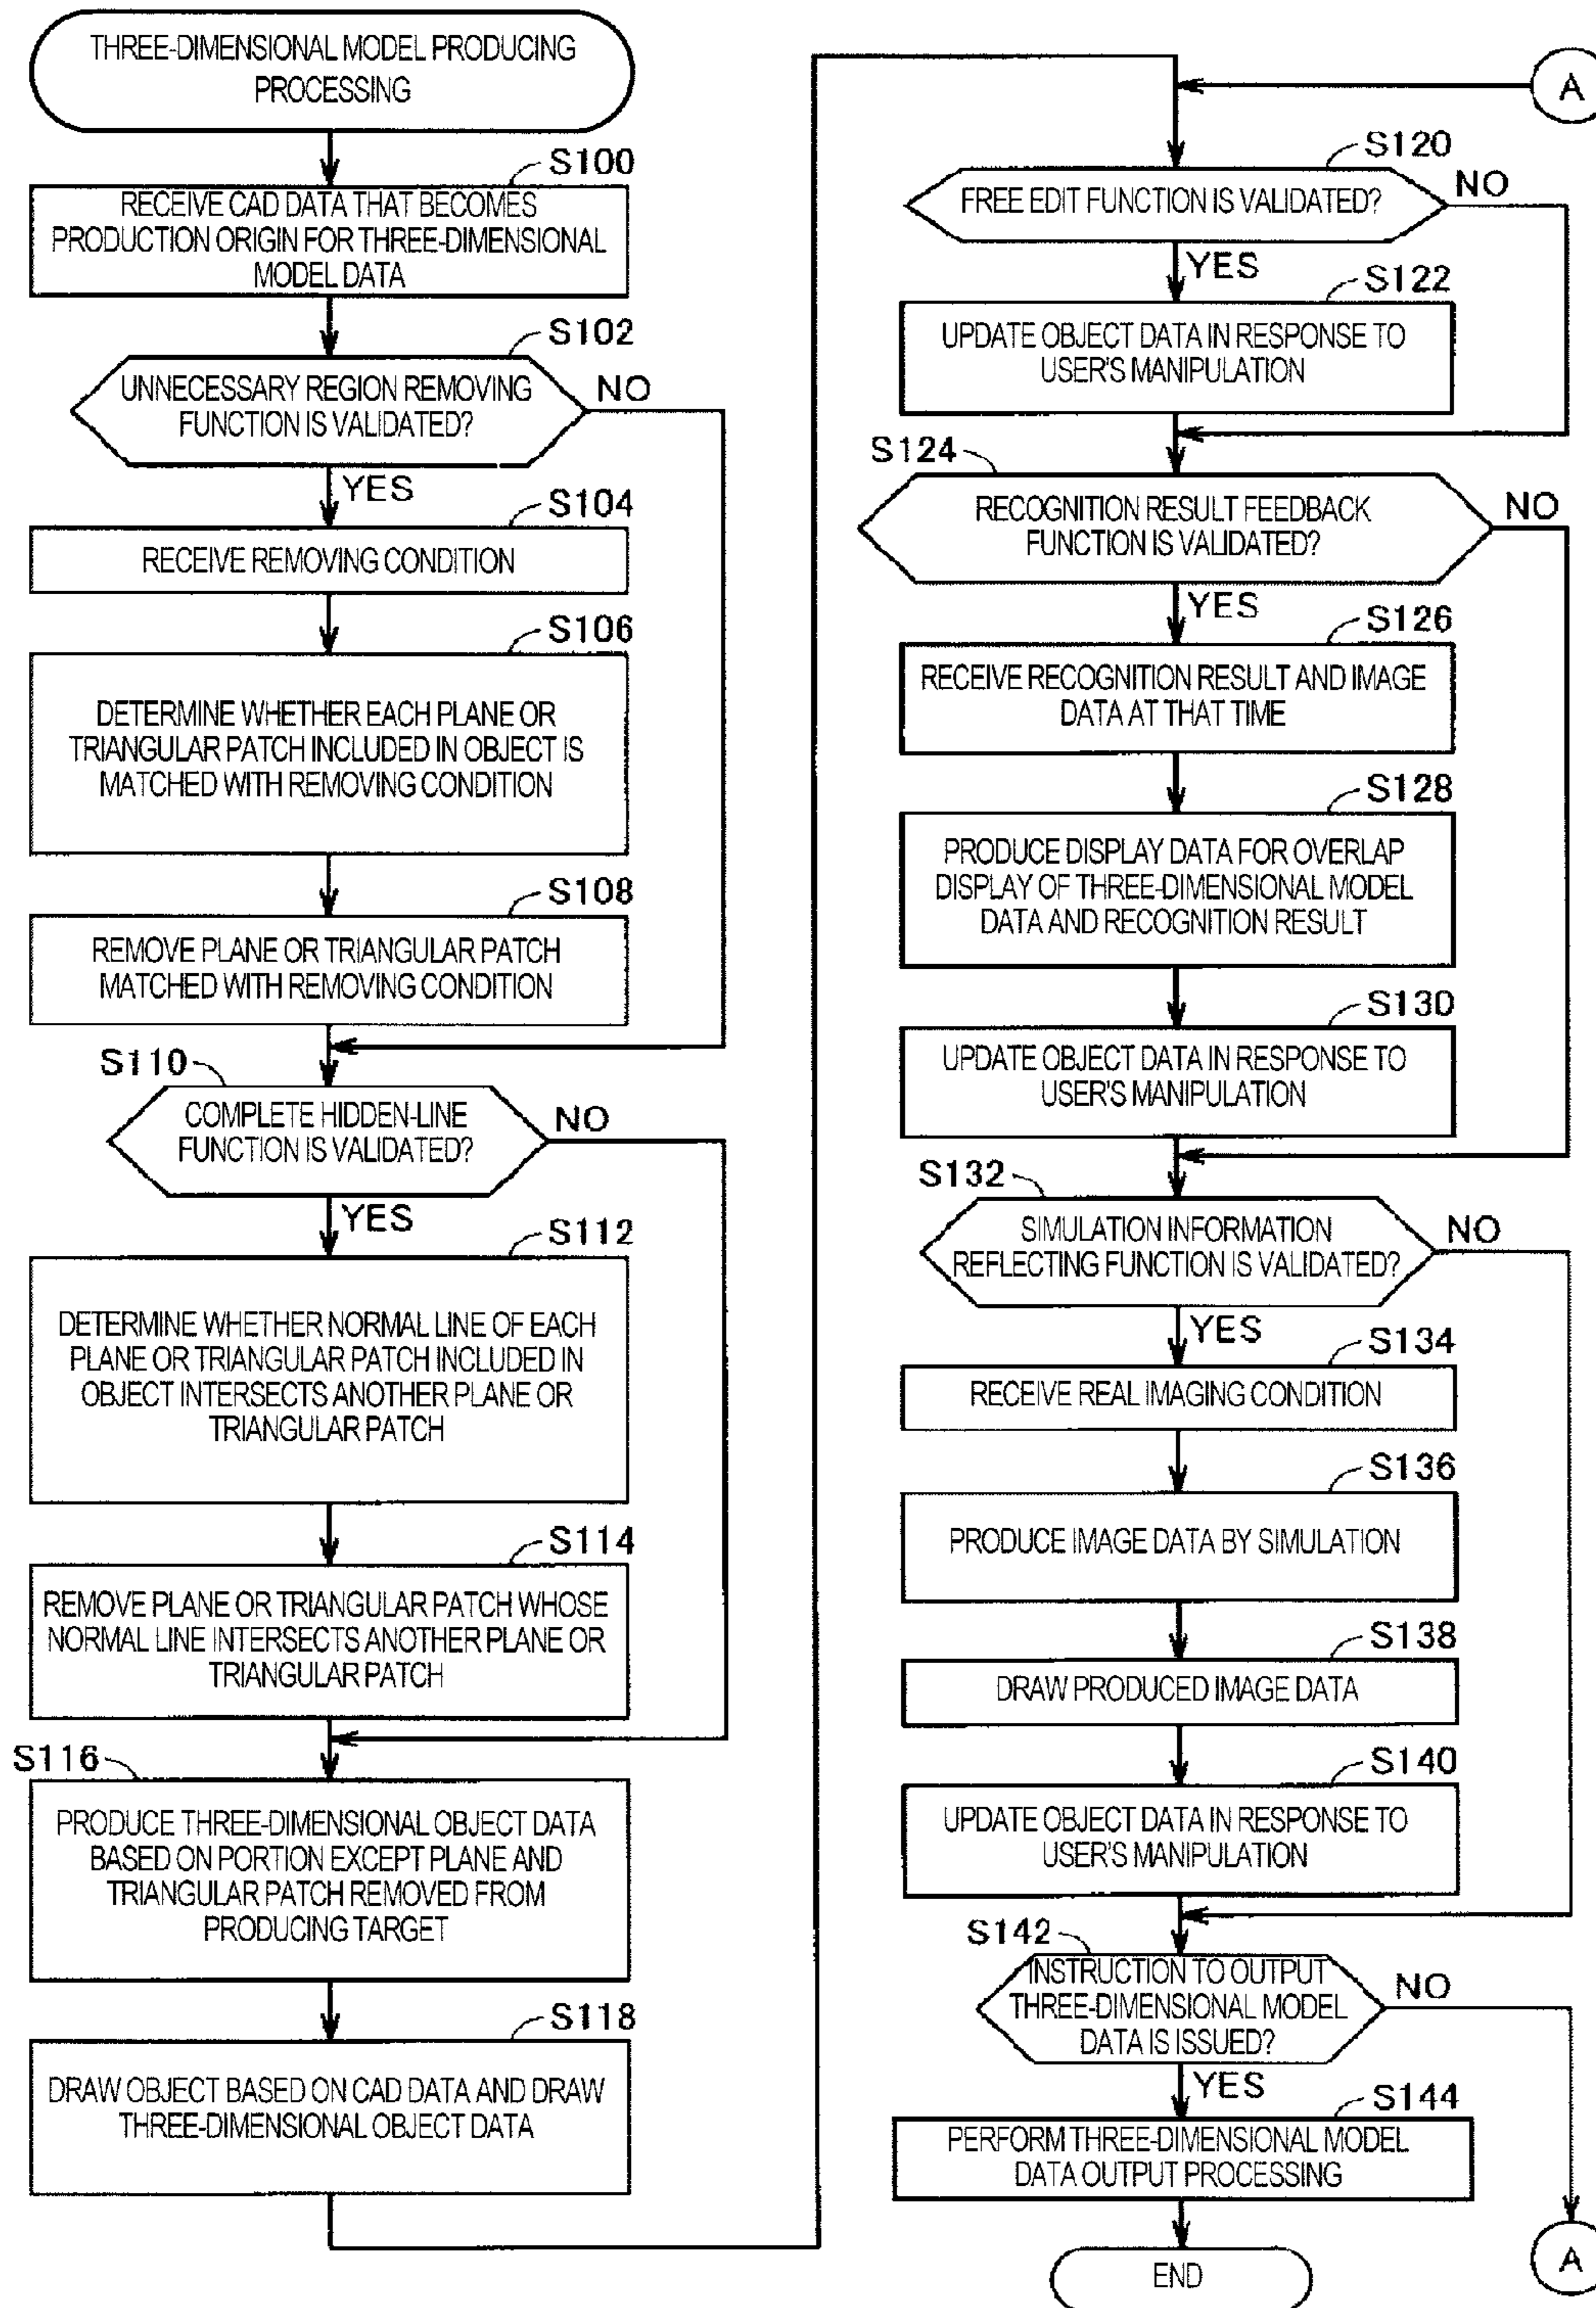 THREE-DIMENSIONAL MODEL PRODUCING
PROCESSING
S100
RECEIVE CAD DATA THAT BECOMES
PRODUCTION ORIGIN FOR THREE-DIMENSIONAL
MODEL DATA
S102
UNNECESSARY REGION REMOVING
FUNCTION IS VALIDATED?
NO
YES
S104
RECEIVE REMOVING CONDITION
S106
DETERMINE WHETHER EACH PLANE OR
TRIANGULAR PATCH INCLUDED IN OBJECT IS
MATCHED WITH REMOVING CONDITION
S108
REMOVE PLANE OR TRIANGULAR PATCH
MATCHED WITH REMOVING CONDITION
S110
COMPLETE HIDDEN-LINE
FUNCTION IS VALIDATED?
NO
YES
S112
DETERMINE WHETHER NORMAL LINE OF EACH
PLANE OR TRIANGULAR PATCH INCLUDED IN
OBJECT INTERSECTS ANOTHER PLANE OR
TRIANGULAR PATCH
S114
REMOVE PLANE OR TRIANGULAR PATCH WHOSE
NORMAL LINE INTERSECTS ANOTHER PLANE OR
TRIANGULAR PATCH
S116
PRODUCE THREE-DIMENSIONAL OBJECT DATA
BASED ON PORTION EXCEPT PLANE AND
TRIANGULAR PATCH REMOVED FROM
PRODUCING TARGET
S118
DRAW OBJECT BASED ON CAD DATA AND DRAW
THREE-DIMENSIONAL OBJECT DATA
A
S120
FREE EDIT FUNCTION IS VALIDATED?
NO
YES
S122
UPDATE OBJECT DATA IN RESPONSE TO
USER'S MANIPULATION
S124
RECOGNITION RESULT FEEDBACK
FUNCTION IS VALIDATED?
NO
YES
S126
RECEIVE RECOGNITION RESULT AND IMAGE
DATA AT THAT TIME
S128
PRODUCE DISPLAY DATA FOR OVERLAP
DISPLAY OF THREE-DIMENSIONAL MODEL
DATA AND RECOGNITION RESULT
S130
UPDATE OBJECT DATA IN RESPONSE TO
USER'S MANIPULATION
S132
SIMULATION INFORMATION
REFLECTING FUNCTION IS VALIDATED?
NO
YES
S134
RECEIVE REAL IMAGING CONDITION
S136
PRODUCE IMAGE DATA BY SIMULATION
S138
DRAW PRODUCED IMAGE DATA
S140
UPDATE OBJECT DATA IN RESPONSE TO
USER'S MANIPULATION
S142
INSTRUCTION TO OUTPUT
THREE-DIMENSIONAL MODEL
DATA IS ISSUED?
NO
YES
S144
PERFORM THREE-DIMENSIONAL MODEL
DATA OUTPUT PROCESSING
END
A